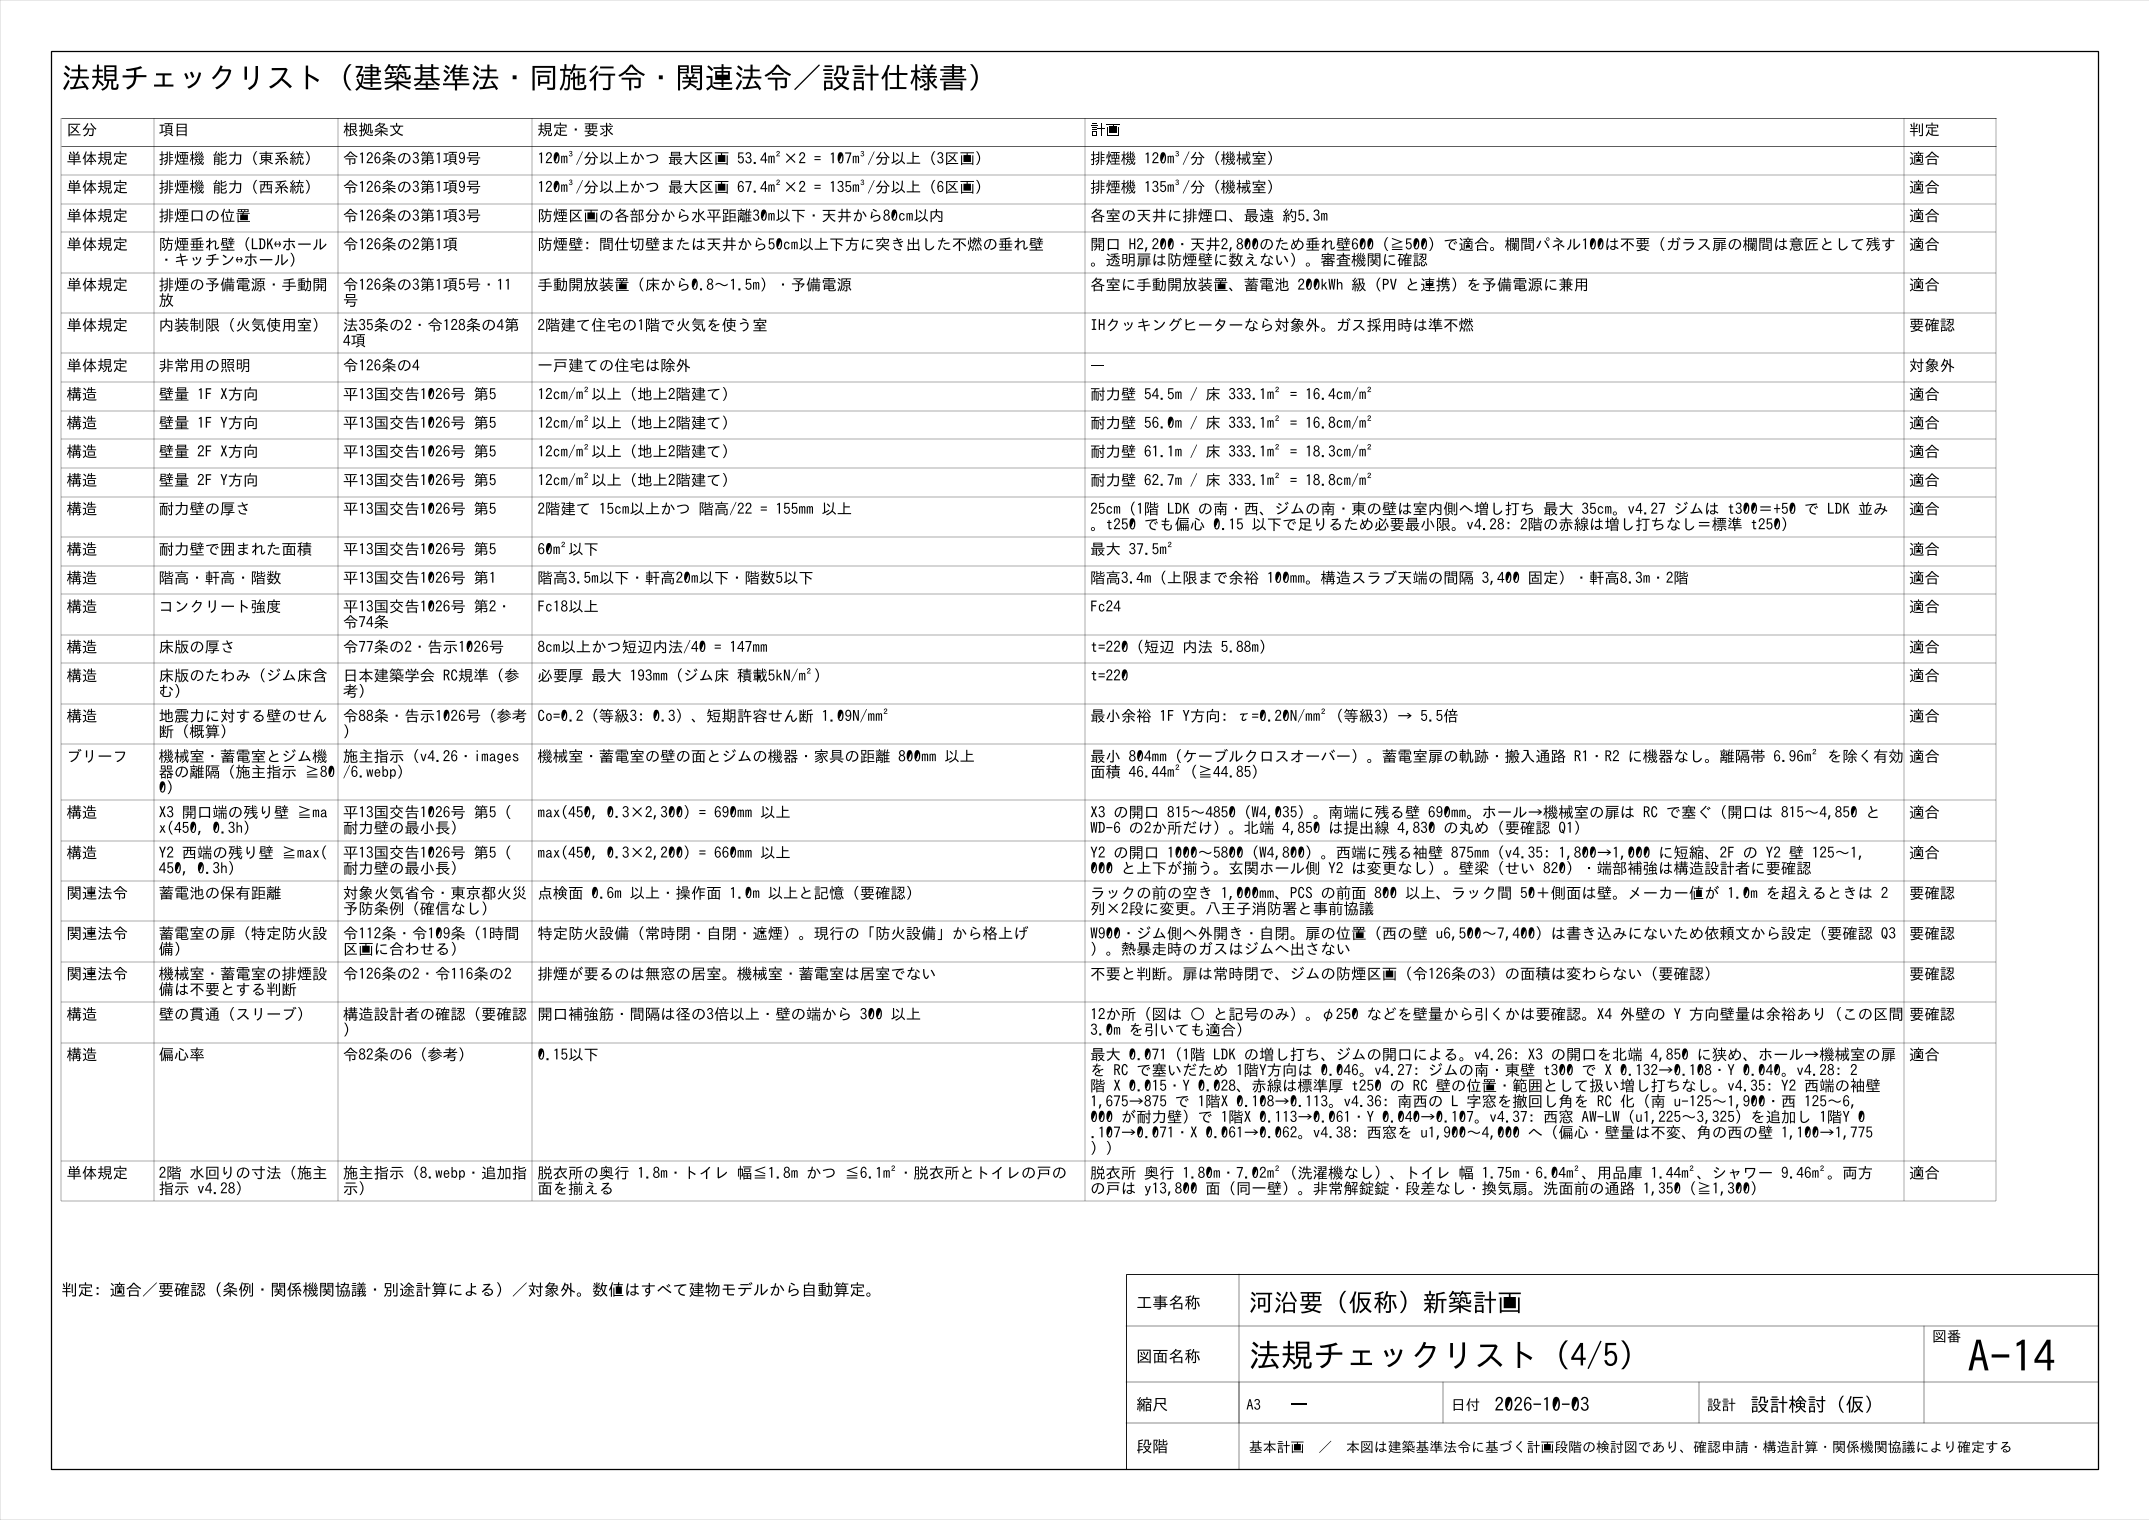 法規チェックリスト（建築基準法・同施行令・関連法令／設計仕様書）
区分 項目 根拠条文 規定・要求 計画 判定
単体規定 排煙機 能力（東系統） 令126条の3第1項9号 120m³/分以上かつ 最大区画 53.4m²×2 = 107m³/分以上（3区画） 排煙機 120m³/分（機械室） 適合
単体規定 排煙機 能力（西系統） 令126条の3第1項9号 120m³/分以上かつ 最大区画 67.4m²×2 = 135m³/分以上（6区画） 排煙機 135m³/分（機械室） 適合
単体規定 排煙口の位置 令126条の3第1項3号 防煙区画の各部分から水平距離30m以下・天井から80cm以内 各室の天井に排煙口、最遠 約5.3m 適合
単体規定 防煙垂れ壁（LDK↔ホール 令126条の2第1項 防煙壁: 間仕切壁または天井から50cm以上下方に突き出した不燃の垂れ壁 開口 H2,200・天井2,800のため垂れ壁600（≧500）で適合。欄間パネル100は不要（ガラス扉の欄間は意匠として残す 適合
・キッチン↔ホール） 。透明扉は防煙壁に数えない）。審査機関に確認
単体規定 排煙の予備電源・手動開 令126条の3第1項5号・11 手動開放装置（床から0.8〜1.5m）・予備電源 各室に手動開放装置、蓄電池 200kWh 級（PV と連携）を予備電源に兼用 適合
放 号
単体規定 内装制限（火気使用室） 法35条の2・令128条の4第 2階建て住宅の1階で火気を使う室 IHクッキングヒーターなら対象外。ガス採用時は準不燃 要確認
4項
単体規定 非常用の照明 令126条の4 一戸建ての住宅は除外 — 対象外
構造 壁量 1F X方向 平13国交告1026号 第5 12cm/m²以上（地上2階建て） 耐力壁 54.5m / 床 333.1m² = 16.4cm/m² 適合
構造 壁量 1F Y方向 平13国交告1026号 第5 12cm/m²以上（地上2階建て） 耐力壁 56.0m / 床 333.1m² = 16.8cm/m² 適合
構造 壁量 2F X方向 平13国交告1026号 第5 12cm/m²以上（地上2階建て） 耐力壁 61.1m / 床 333.1m² = 18.3cm/m² 適合
構造 壁量 2F Y方向 平13国交告1026号 第5 12cm/m²以上（地上2階建て） 耐力壁 62.7m / 床 333.1m² = 18.8cm/m² 適合
構造 耐力壁の厚さ 平13国交告1026号 第5 2階建て 15cm以上かつ 階高/22 = 155mm 以上 25cm（1階 LDK の南・西、ジムの南・東の壁は室内側へ増し打ち 最大 35cm。v4.27 ジムは t300＝+50 で LDK 並み 適合
。t250 でも偏心 0.15 以下で足りるため必要最小限。v4.28: 2階の赤線は増し打ちなし＝標準 t250）
構造 耐力壁で囲まれた面積 平13国交告1026号 第5 60m²以下 最大 37.5m² 適合
構造 階高・軒高・階数 平13国交告1026号 第1 階高3.5m以下・軒高20m以下・階数5以下 階高3.4m（上限まで余裕 100mm。構造スラブ天端の間隔 3,400 固定）・軒高8.3m・2階 適合
構造 コンクリート強度 平13国交告1026号 第2・ Fc18以上 Fc24 適合
令74条
構造 床版の厚さ 令77条の2・告示1026号 8cm以上かつ短辺内法/40 = 147mm t=220（短辺 内法 5.88m） 適合
構造 床版のたわみ（ジム床含 日本建築学会 RC規準（参 必要厚 最大 193mm（ジム床 積載5kN/m²） t=220 適合
む） 考）
構造 地震力に対する壁のせん 令88条・告示1026号（参考 Co=0.2（等級3: 0.3）、短期許容せん断 1.09N/mm² 最小余裕 1F Y方向: τ=0.20N/mm²（等級3）→ 5.5倍 適合
断（概算） ）
ブリーフ 機械室・蓄電室とジム機 施主指示（v4.26・images 機械室・蓄電室の壁の面とジムの機器・家具の距離 800mm 以上 最小 804mm（ケーブルクロスオーバー）。蓄電室扉の軌跡・搬入通路 R1・R2 に機器なし。離隔帯 6.96m² を除く有効 適合
器の離隔（施主指示 ≧80 /6.webp） 面積 46.44m²（≧44.85）
0）
構造 X3 開口端の残り壁 ≧ma 平13国交告1026号 第5（ max(450, 0.3×2,300) = 690mm 以上 X3 の開口 815〜4850（W4,035）。南端に残る壁 690mm。ホール→機械室の扉は RC で塞ぐ（開口は 815〜4,850 と 適合
x(450, 0.3h) 耐力壁の最小長） WD-6 の2か所だけ）。北端 4,850 は提出線 4,830 の丸め（要確認 Q1）
構造 Y2 西端の残り壁 ≧max( 平13国交告1026号 第5（ max(450, 0.3×2,200) = 660mm 以上 Y2 の開口 1000〜5800（W4,800）。西端に残る袖壁 875mm（v4.35: 1,800→1,000 に短縮、2F の Y2 壁 125〜1, 適合
450, 0.3h) 耐力壁の最小長） 000 と上下が揃う。玄関ホール側 Y2 は変更なし）。壁梁（せい 820）・端部補強は構造設計者に要確認
関連法令 蓄電池の保有距離 対象火気省令・東京都火災 点検面 0.6m 以上・操作面 1.0m 以上と記憶（要確認） ラックの前の空き 1,000mm、PCS の前面 800 以上、ラック間 50＋側面は壁。メーカー値が 1.0m を超えるときは 2 要確認
予防条例（確信なし） 列×2段に変更。八王子消防署と事前協議
関連法令 蓄電室の扉（特定防火設 令112条・令109条（1時間 特定防火設備（常時閉・自閉・遮煙）。現行の「防火設備」から格上げ W900・ジム側へ外開き・自閉。扉の位置（西の壁 u6,500〜7,400）は書き込みにないため依頼文から設定（要確認 Q3 要確認
備） 区画に合わせる） ）。熱暴走時のガスはジムへ出さない
関連法令 機械室・蓄電室の排煙設 令126条の2・令116条の2 排煙が要るのは無窓の居室。機械室・蓄電室は居室でない 不要と判断。扉は常時閉で、ジムの防煙区画（令126条の3）の面積は変わらない（要確認） 要確認
備は不要とする判断
構造 壁の貫通（スリーブ） 構造設計者の確認（要確認 開口補強筋・間隔は径の3倍以上・壁の端から 300 以上 12か所（図は ○ と記号のみ）。φ250 などを壁量から引くかは要確認。X4 外壁の Y 方向壁量は余裕あり（この区間 要確認
） 3.0m を引いても適合）
構造 偏心率 令82条の6（参考） 0.15以下 最大 0.071（1階 LDK の増し打ち、ジムの開口による。v4.26: X3 の開口を北端 4,850 に狭め、ホール→機械室の扉 適合
を RC で塞いだため 1階Y方向は 0.046。v4.27: ジムの南・東壁 t300 で X 0.132→0.108・Y 0.040。v4.28: 2
階 X 0.015・Y 0.028、赤線は標準厚 t250 の RC 壁の位置・範囲として扱い増し打ちなし。v4.35: Y2 西端の袖壁
1,675→875 で 1階X 0.108→0.113。v4.36: 南西の L 字窓を撤回し角を RC 化（南 u-125〜1,900・西 125〜6,
000 が耐力壁）で 1階X 0.113→0.061・Y 0.040→0.107。v4.37: 西窓 AW-LW（u1,225〜3,325）を追加し 1階Y 0
.107→0.071・X 0.061→0.062。v4.38: 西窓を u1,900〜4,000 へ（偏心・壁量は不変、角の西の壁 1,100→1,775
））
単体規定 2階 水回りの寸法（施主 施主指示（8.webp・追加指 脱衣所の奥行 1.8m・トイレ 幅≦1.8m かつ ≦6.1m²・脱衣所とトイレの戸の 脱衣所 奥行 1.80m・7.02m²（洗濯機なし）、トイレ 幅 1.75m・6.04m²、用品庫 1.44m²、シャワー 9.46m²。両方 適合
指示 v4.28） 示） 面を揃える の戸は y13,800 面（同一壁）。非常解錠錠・段差なし・換気扇。洗面前の通路 1,350（≧1,300）
判定: 適合／要確認（条例・関係機関協議・別途計算による）／対象外。数値はすべて建物モデルから自動算定。
工事名称 河沿要（仮称）新築計画
図面名称 法規チェックリスト（4/5） 図番 A-14
縮尺 A3 — 日付 2026-10-03 設計 設計検討（仮）
段階 基本計画 ／ 本図は建築基準法令に基づく計画段階の検討図であり、確認申請・構造計算・関係機関協議により確定する